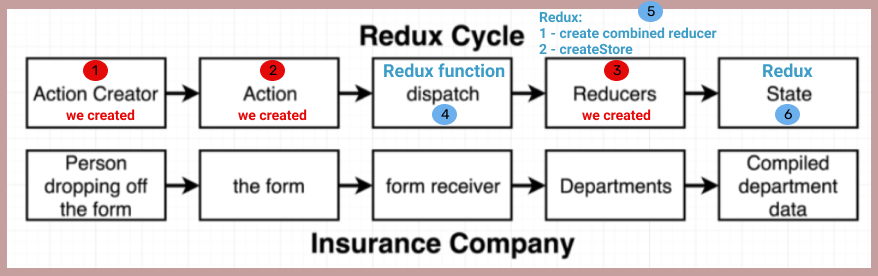 Redux Cycle
Redux:
5
1 - create combined reducer
2 - createStore
1
Action Creator
we created
2
Action
we created
Redux function
dispatch
4
3
Reducers
we created
Redux
State
6
Person
dropping off
the form
the form
form receiver
Departments
Compiled
department
data
Insurance Company